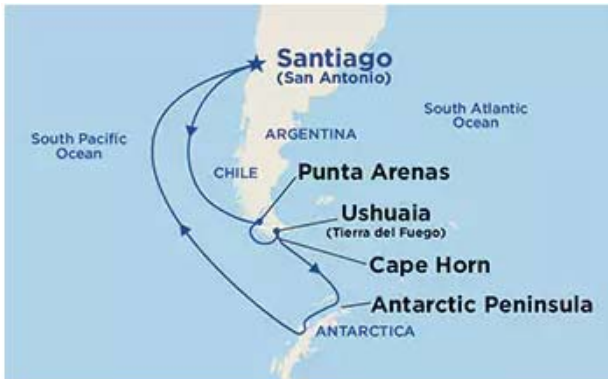 Santiago
(San Antonio)
South Pacific
Ocean
South Atlantic
Ocean
ARGENTINA
CHILE
Punta Arenas
Ushuaia
(Tierra del Fuego)
Cape Horn
Antarctic Peninsula
ANTARCTICA